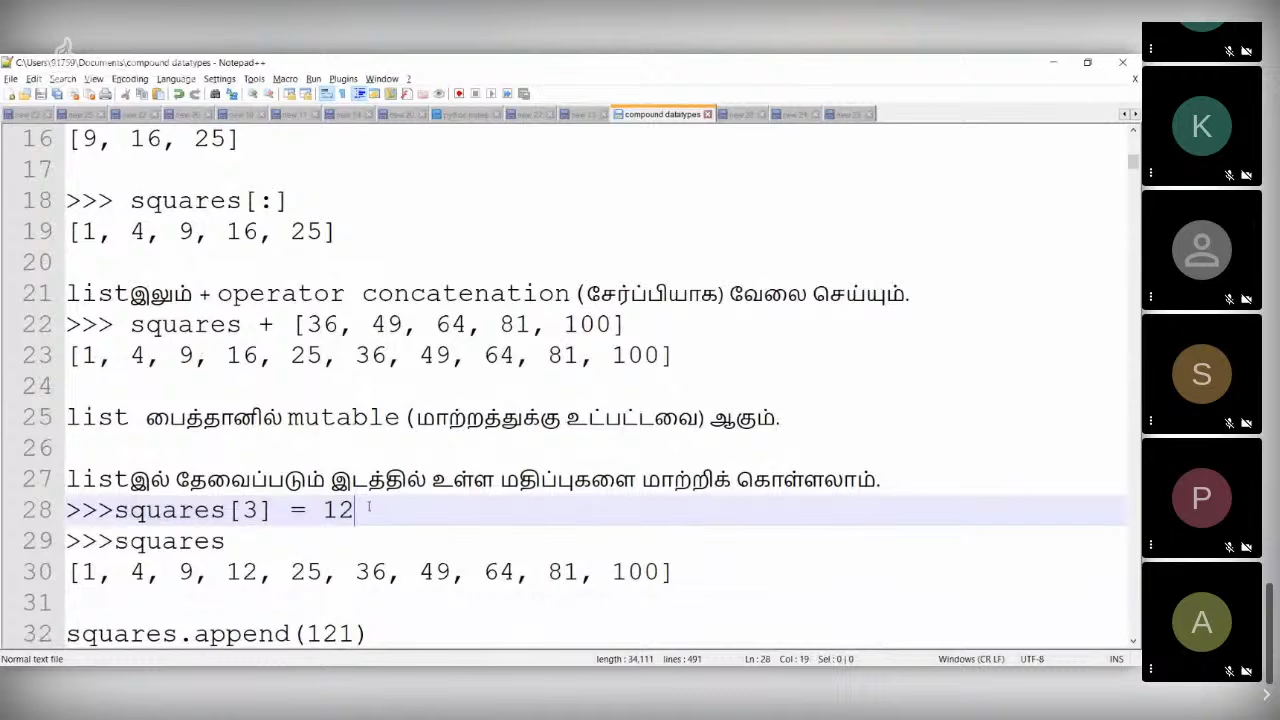 C:\Users\91759\Documents\compound datatypes - Notepad++
File Edit Search View Encoding Language Settings Tools Macro Run Plugins Window ?
compound datatypes
16 [9, 16, 25]
17
18 >>> squares[:]
19 [1, 4, 9, 16, 25]
20
21 listஇலும் + operator concatenation (சேர்ப்பியாக) வேலை செய்யும்.
22 >>> squares + [36, 49, 64, 81, 100]
23 [1, 4, 9, 16, 25, 36, 49, 64, 81, 100]
24
25 list பைத்தானில் mutable (மாற்றத்துக்கு உட்பட்டவை) ஆகும்.
26
27 listஇல் தேவைப்படும் இடத்தில் உள்ள மதிப்புகளை மாற்றிக் கொள்ளலாம்.
28 >>>squares[3] = 12
29 >>>squares
30 [1, 4, 9, 12, 25, 36, 49, 64, 81, 100]
31
32 squares.append(121)
Normal text file length : 34,111 lines : 491 Ln : 28 Col : 19 Sel : 0 | 0 Windows (CR LF) UTF-8 INS
K
S
P
A